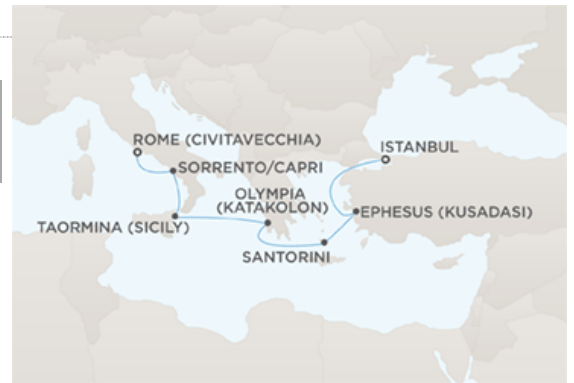 ROME (CIVITAVECCHIA)
ISTANBUL
SORRENTO/CAPRI
OLYMPIA
(KATAKOLON)
EPHESUS (KUSADASI)
TAORMINA (SICILY)
SANTORINI